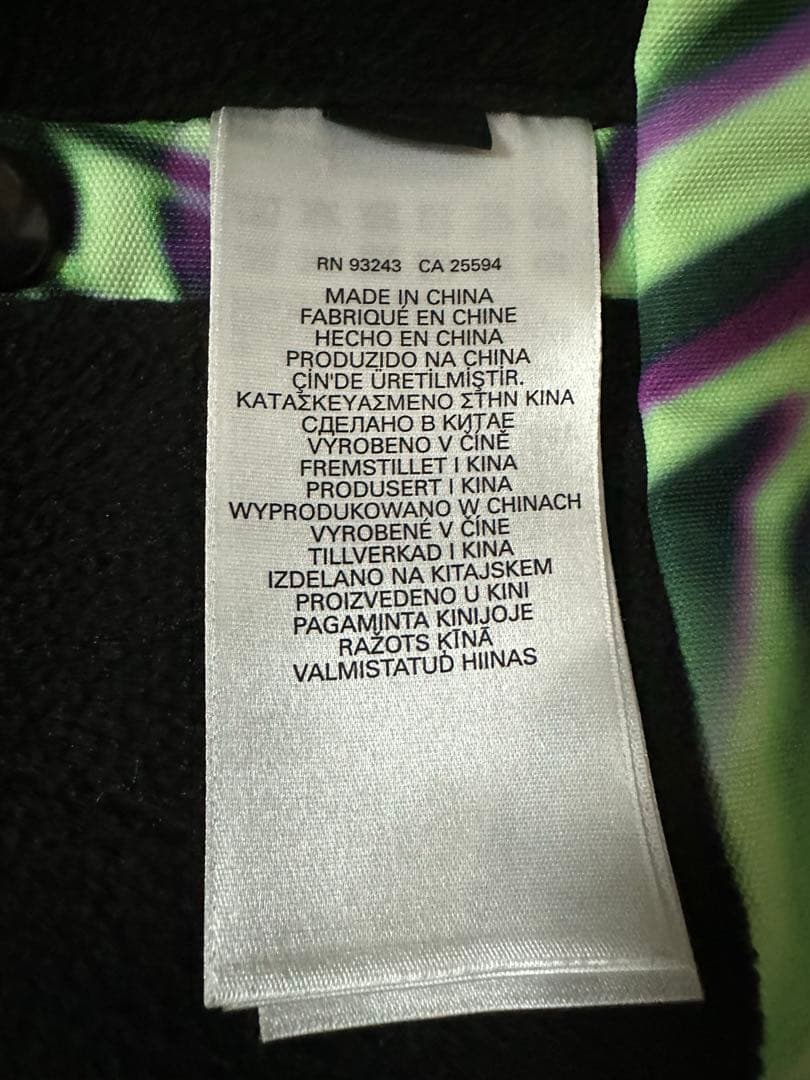 RN 93243 CA 25594
MADE IN CHINA
FABRIQUÉ EN CHINE
HECHO EN CHINA
PRODUZIDO NA CHINA
ÇİN'DE ÜRETİLMİŞTİR.
ΚΑΤΑΣΚΕΥΑΣΜΕΝΟ ΣΤΗΝ ΚΙΝΑ
СДЕЛАНО В КИТАЕ
VYROBENO V ČÍNĚ
FREMSTILLET I KINA
PRODUSERT I KINA
WYPRODUKOWANO W CHINACH
VYROBENÉ V ČÍNE
TILLVERKAD I KINA
IZDELANO NA KITAJSKEM
PROIZVEDENO U KINI
PAGAMINTA KINIJOJE
RAŽOTS ĶĪNĀ
VALMISTATUD HIINAS